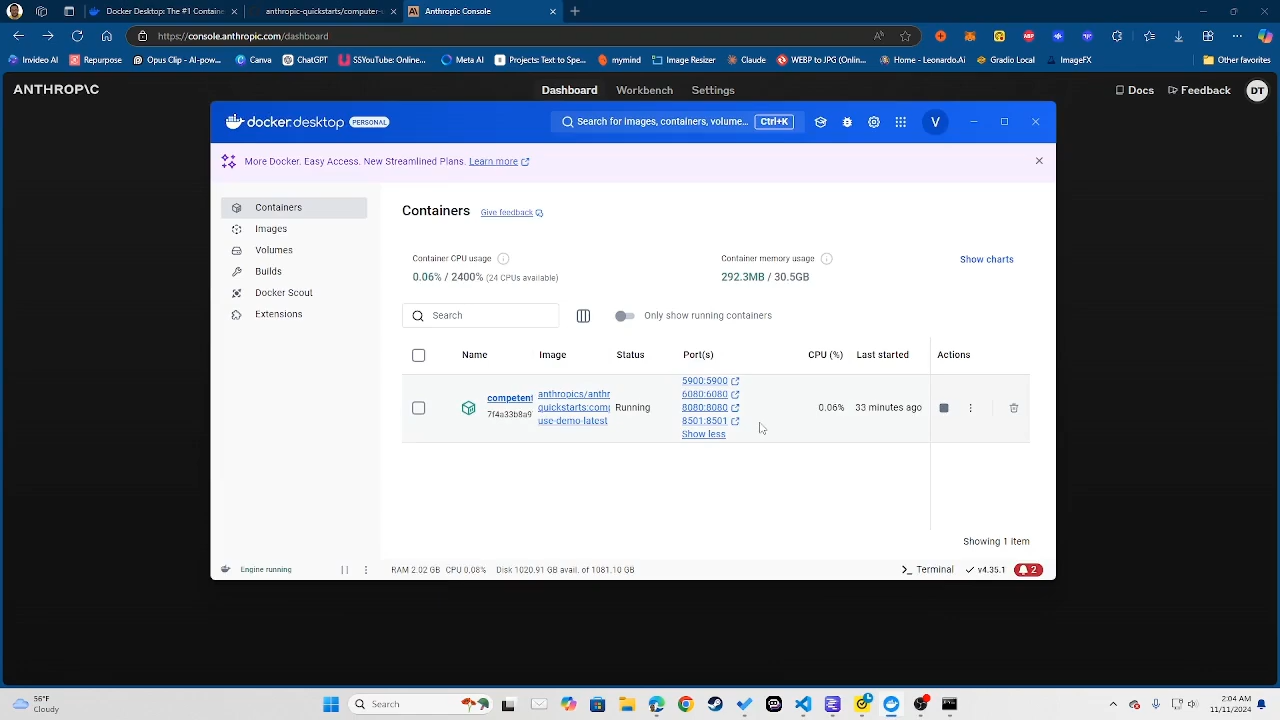 Docker Desktop: The #1 Containe
anthropic-quickstarts/computer-
Anthropic Console
https://console.anthropic.com/dashboard
Invideo AI
Repurpose
Opus Clip - AI-pow...
Canva
ChatGPT
SSYouTube: Online...
Meta AI
Projects Text to Spe...
mymind
Image Resizer
Claude
WEBP to JPG (Onlin...
Home - Leonardo.Ai
Gradio Local
ImageFX
Other favorites
ANTHROP\C
Dashboard
Workbench
Settings
Docs
Feedback
DT
docker.desktop
PERSONAL
Search for images, containers, volume...
Ctrl+K
V
More Docker. Easy Access. New Streamlined Plans. Learn more
Containers
Images
Volumes
Builds
Docker Scout
Extensions
Containers
Give feedback
Container CPU usage
0.06% / 2400% (24 CPUs available)
Container memory usage
292.3MB / 30.5GB
Show charts
Search
Only show running containers
Name
Image
Status
Port(s)
CPU (%)
Last started
Actions
competent
7f4a33b8a9
anthropics/anthr
quickstarts:comp
use-demo-latest
Running
5900:5900
6080:6080
8080:8080
8501:8501
Show less
0.06%
33 minutes ago
Showing 1 item
Engine running
RAM 2.02 GB CPU 0.08% Disk 1020.91 GB avail. of 1081.10 GB
Terminal
v4.35.1
2
56°F
Cloudy
Search
2:04 AM
11/11/2024